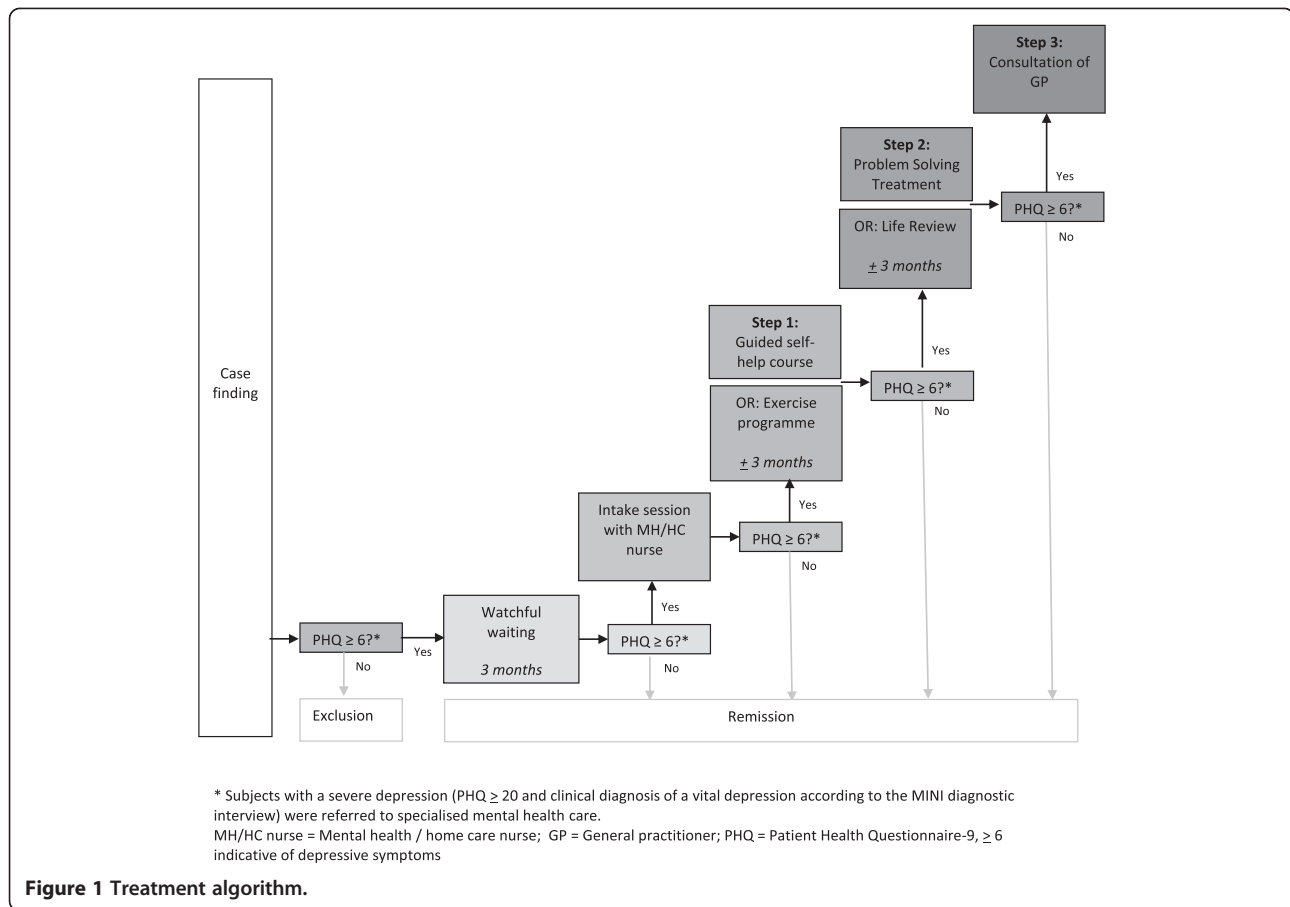 Step 3:
Consultation of
GP
Yes
PHQ ≥ 6?*
No
Step 2:
Problem Solving
Treatment
OR: Life Review
± 3 months
Yes
PHQ ≥ 6?*
No
Step 1:
Guided self-
help course
OR: Exercise
programme
± 3 months
Yes
PHQ ≥ 6?*
No
Intake session
with MH/HC
nurse
Yes
PHQ ≥ 6?*
No
Watchful
waiting
3 months
Case
finding
PHQ ≥ 6?*
Yes
No
Exclusion
Remission
* Subjects with a severe depression (PHQ ≥ 20 and clinical diagnosis of a vital depression according to the MINI diagnostic
interview) were referred to specialised mental health care.
MH/HC nurse = Mental health / home care nurse; GP = General practitioner; PHQ = Patient Health Questionnaire-9, ≥ 6
indicative of depressive symptoms
Figure 1 Treatment algorithm.